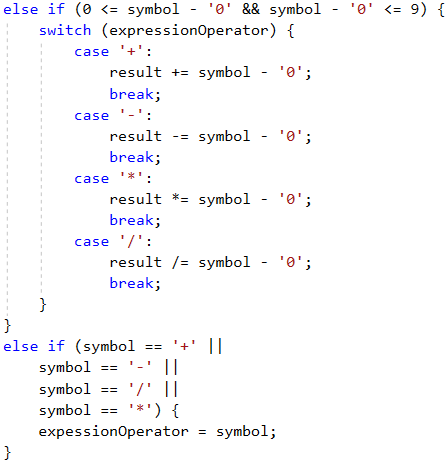 else if (0 <= symbol - '0' && symbol - '0' <= 9) {
    switch (expressionOperator) {
        case '+':
            result += symbol - '0';
            break;
        case '-':
            result -= symbol - '0';
            break;
        case '*':
            result *= symbol - '0';
            break;
        case '/':
            result /= symbol - '0';
            break;
    }
}
else if (symbol == '+' ||
    symbol == '-' ||
    symbol == '/' ||
    symbol == '*') {
    expessionOperator = symbol;
}